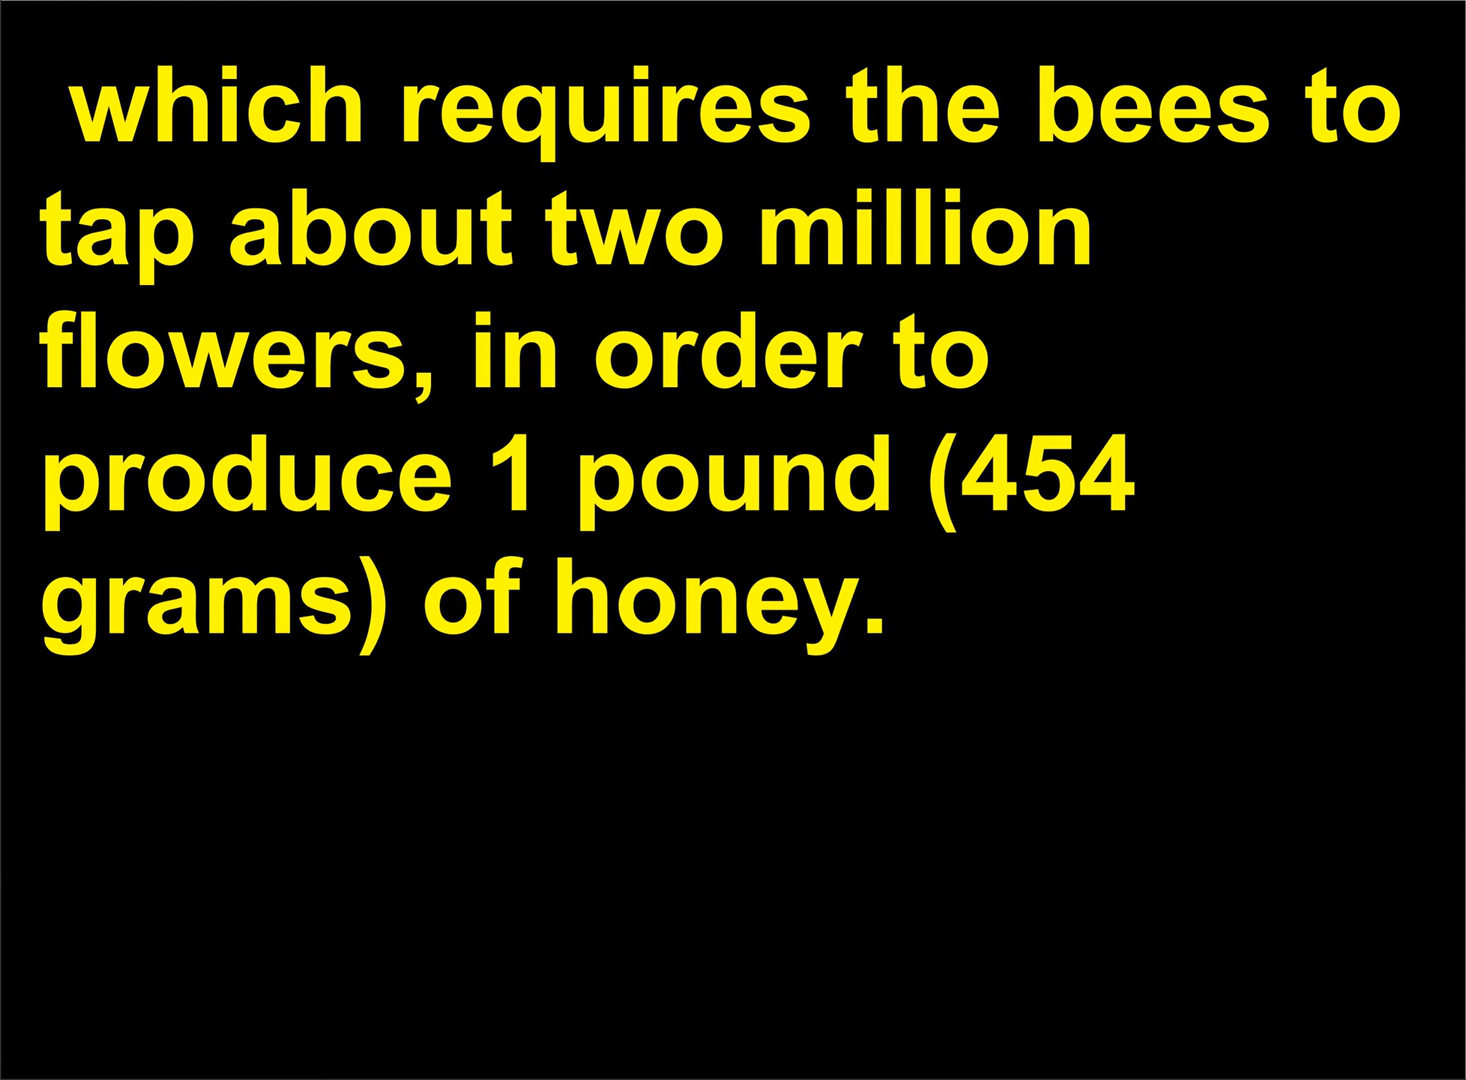 which requires the bees to
tap about two million
flowers, in order to
produce 1 pound (454
grams) of honey.